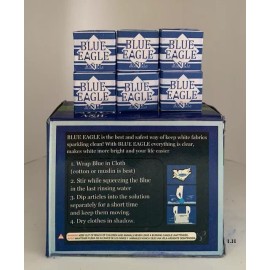 BLUE
EAGLE
BLUE
EAGLE
BLUE
EAGLE
BLUE
EAGLE
BLUE
EAGLE
BLUE
EAGLE
BLUE EAGLE is the best and safest way of keep white fabrics
sparkling clean! With BLUE EAGLE everything is clear,
makes white more bright and your life easier
1. Wrap Blue in Cloth
(cotton or muslin is best)
2. Stir while squeezing the Blue
in the last rinsing water
3. Dip articles into the solution
separately for a short time
and keep them moving.
4. Dry clothes in shadow.